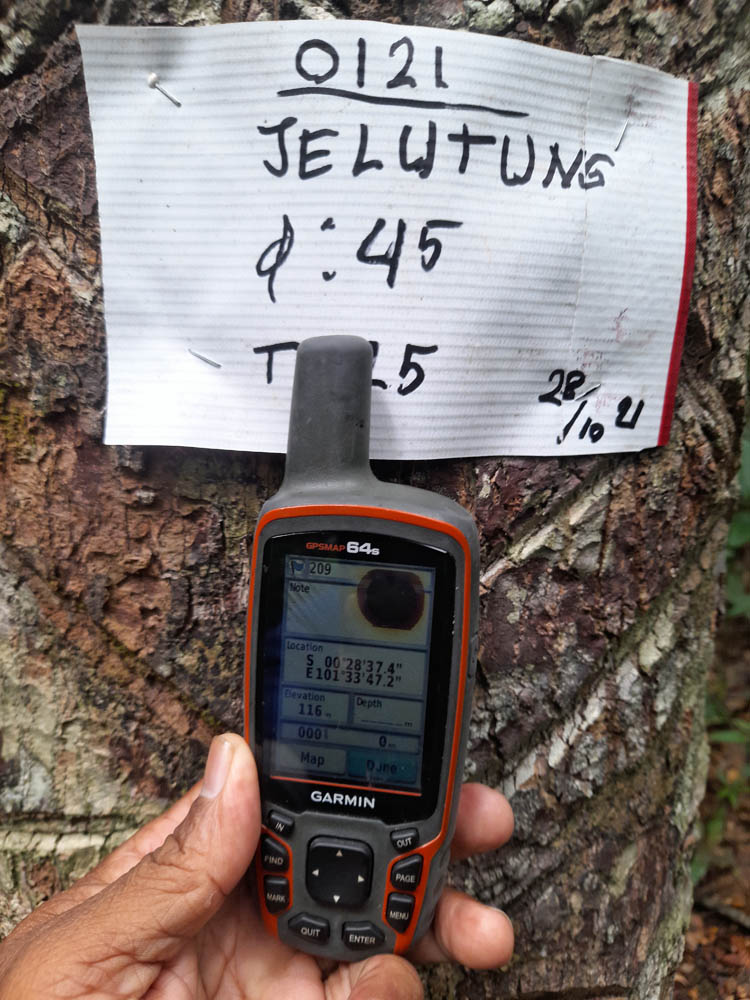 0121
JELUTUNG
ϕ: 45
T 25
28/10 21
GPSMAP 64s
209
Note
Location
S 00°28'37.4"
E101°33'47.2"
Elevation Depth
116 m _____ m
000° 0 m
Map Done
GARMIN
IN OUT
FIND PAGE
MARK MENU
QUIT ENTER